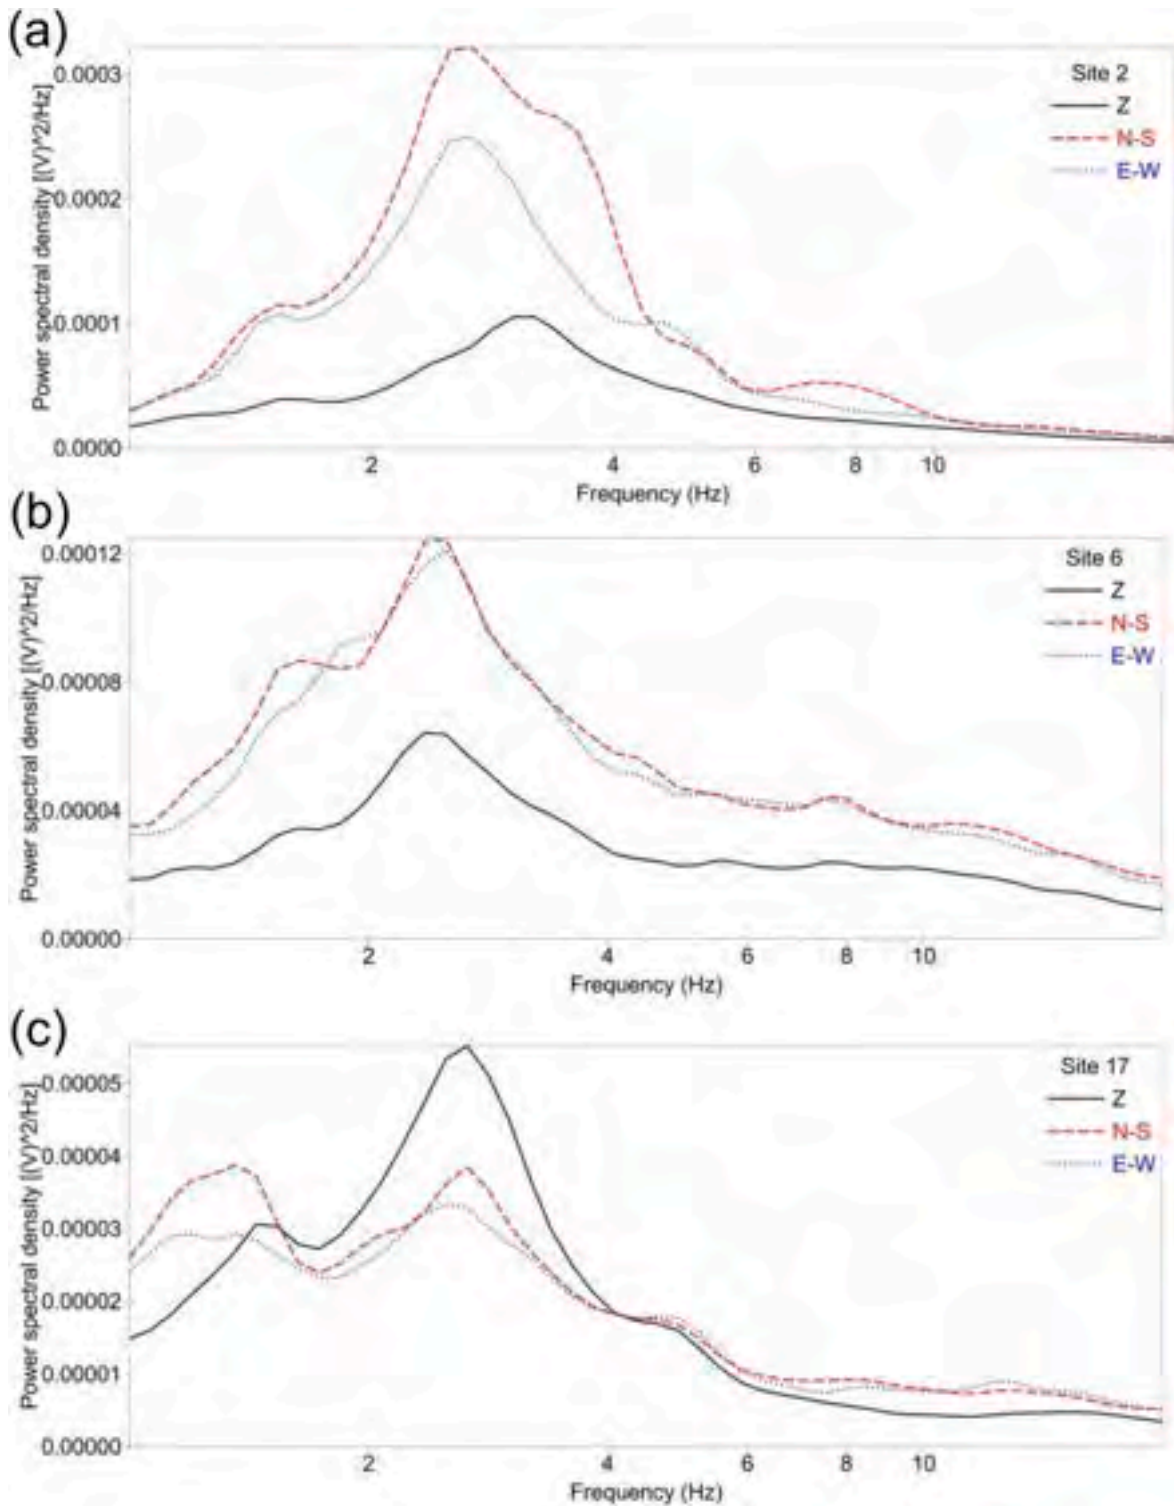 (a)
Power spectral density [(V)^2/Hz]
0.0003
0.0002
0.0001
0.0000
Site 2
Z
N-S
E-W
2 4 6 8 10
Frequency (Hz)
(b)
Power spectral density [(V)^2/Hz]
0.00012
0.00008
0.00004
0.00000
Site 6
Z
N-S
E-W
2 4 6 8 10
Frequency (Hz)
(c)
Power spectral density [(V)^2/Hz]
0.00005
0.00004
0.00003
0.00002
0.00001
0.00000
Site 17
Z
N-S
E-W
2 4 6 8 10
Frequency (Hz)